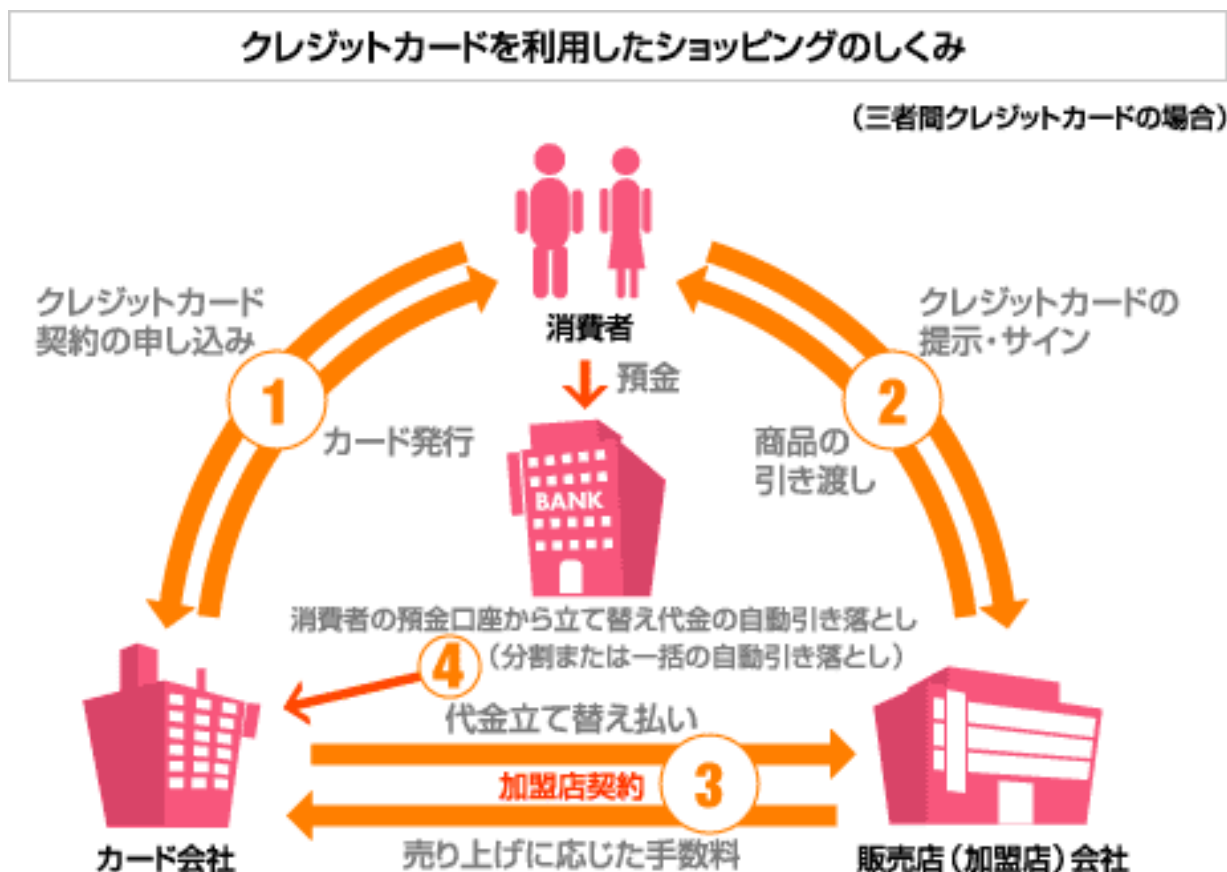 クレジットカードを利用したショッピングのしくみ
（三者間クレジットカードの場合）
消費者
クレジットカード
契約の申し込み
1
カード発行
預金
BANK
クレジットカードの
提示・サイン
2
商品の
引き渡し
消費者の預金口座から立て替え代金の自動引き落とし
4
（分割または一括の自動引き落とし）
代金立て替え払い
加盟店契約
3
売り上げに応じた手数料
カード会社
販売店（加盟店）会社